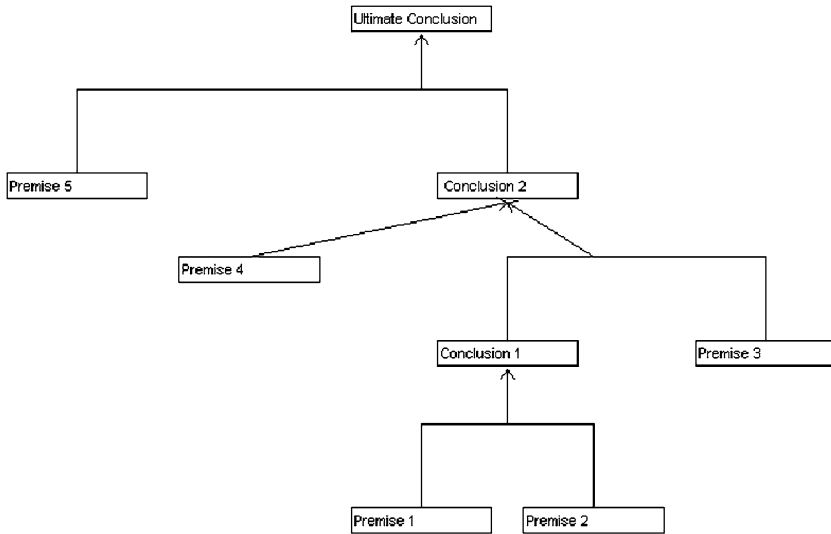 Ultimate Conclusion
Premise 5
Conclusion 2
Premise 4
Conclusion 1
Premise 3
Premise 1
Premise 2